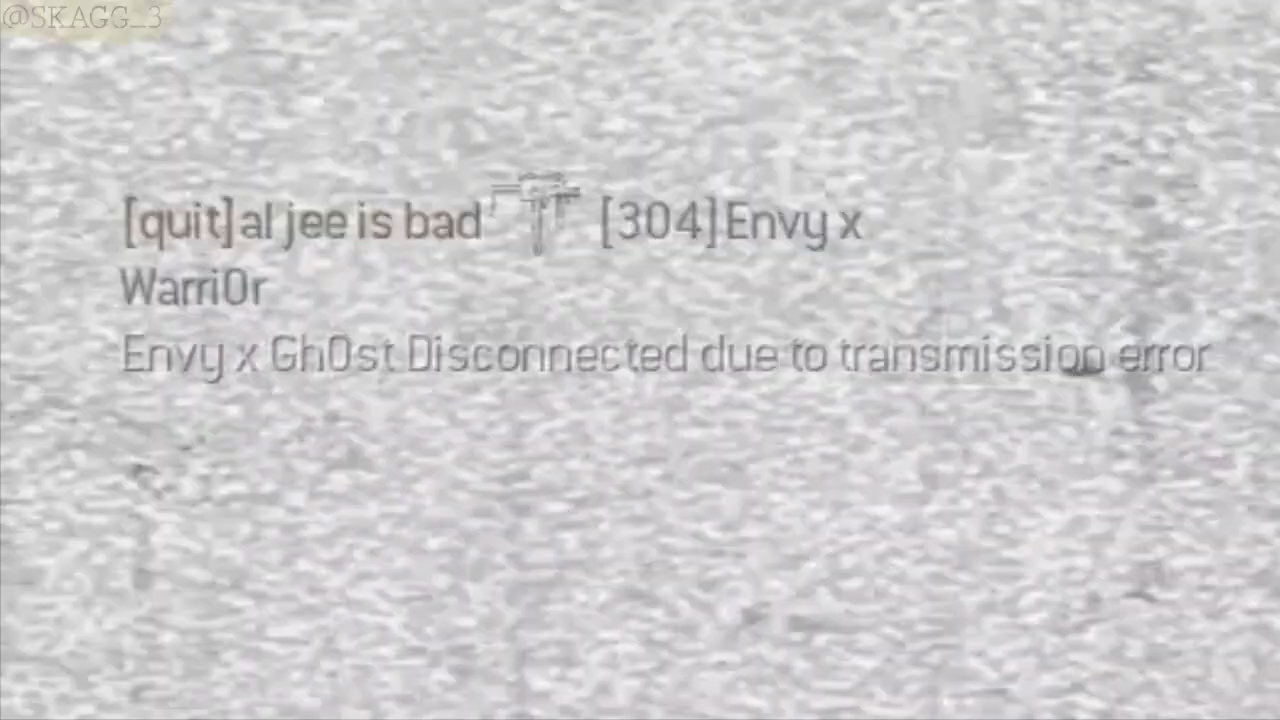 @SKAGG_3
[quit]al jee is bad [304]Envy x
Warri0r
Envy x Gh0st Disconnected due to transmission error